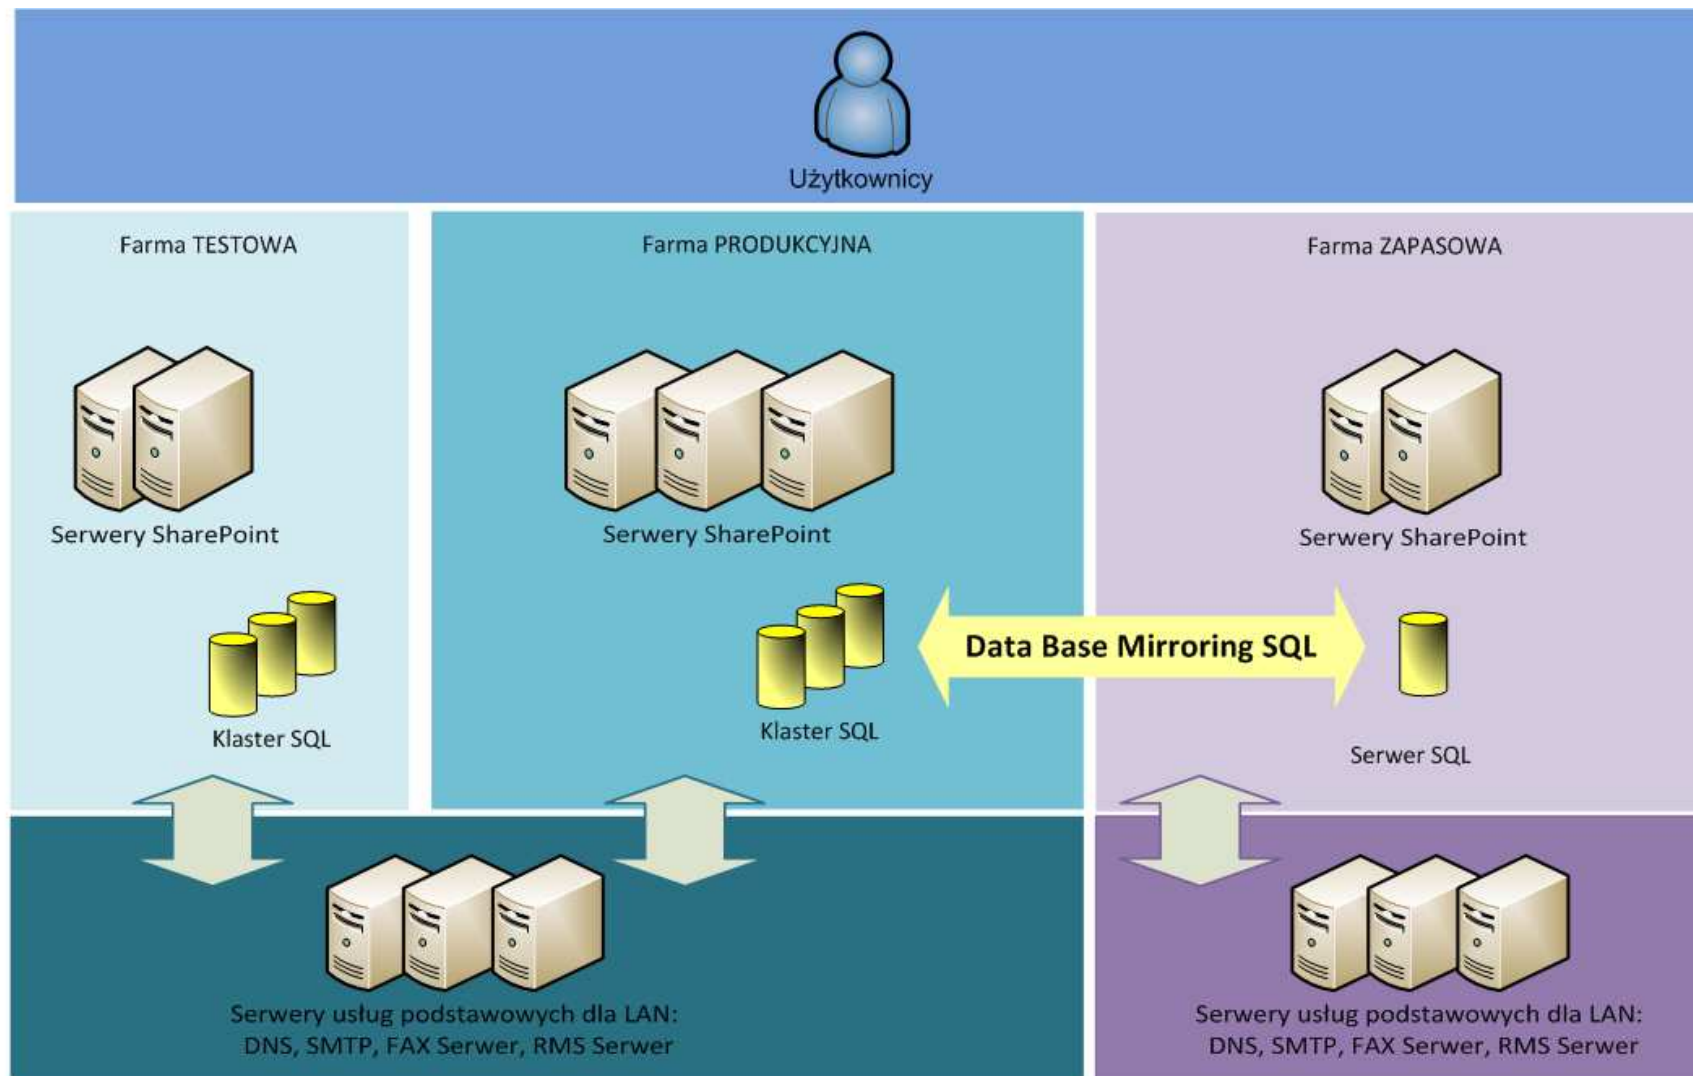 Użytkownicy
Farma TESTOWA
Farma PRODUKCYJNA
Farma ZAPASOWA
Serwery SharePoint
Serwery SharePoint
Serwery SharePoint
Data Base Mirroring SQL
Klaster SQL
Klaster SQL
Serwer SQL
Serwery usług podstawowych dla LAN:
DNS, SMTP, FAX Serwer, RMS Serwer
Serwery usług podstawowych dla LAN:
DNS, SMTP, FAX Serwer, RMS Serwer